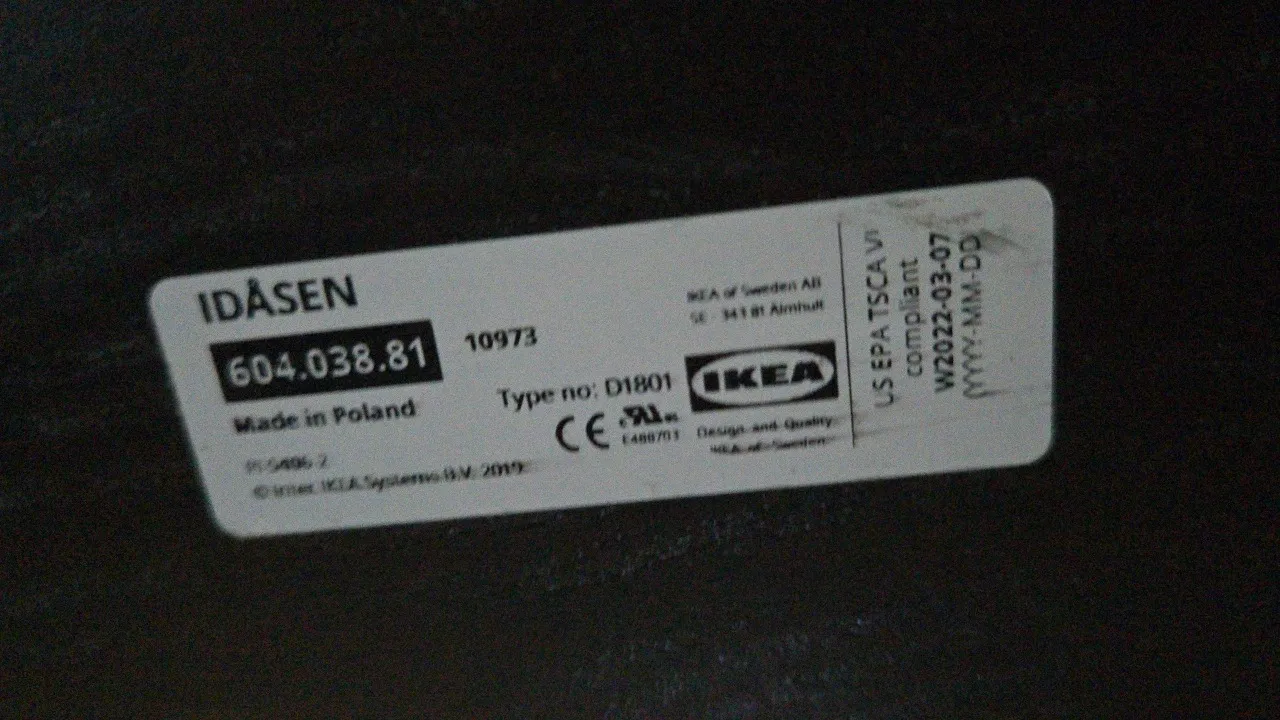 IDÅSEN
604.038.81
10973
Made in Poland
Type no: D1801
CE
E488701
© Inter IKEA Systems B.V. 2019
IKEA of Sweden AB
SE - 343 81 Älmhult
IKEA
Design and Quality
IKEA of Sweden
US EPA TSCA VI
compliant
W2022-03-07
(YYYY-MM-DD)